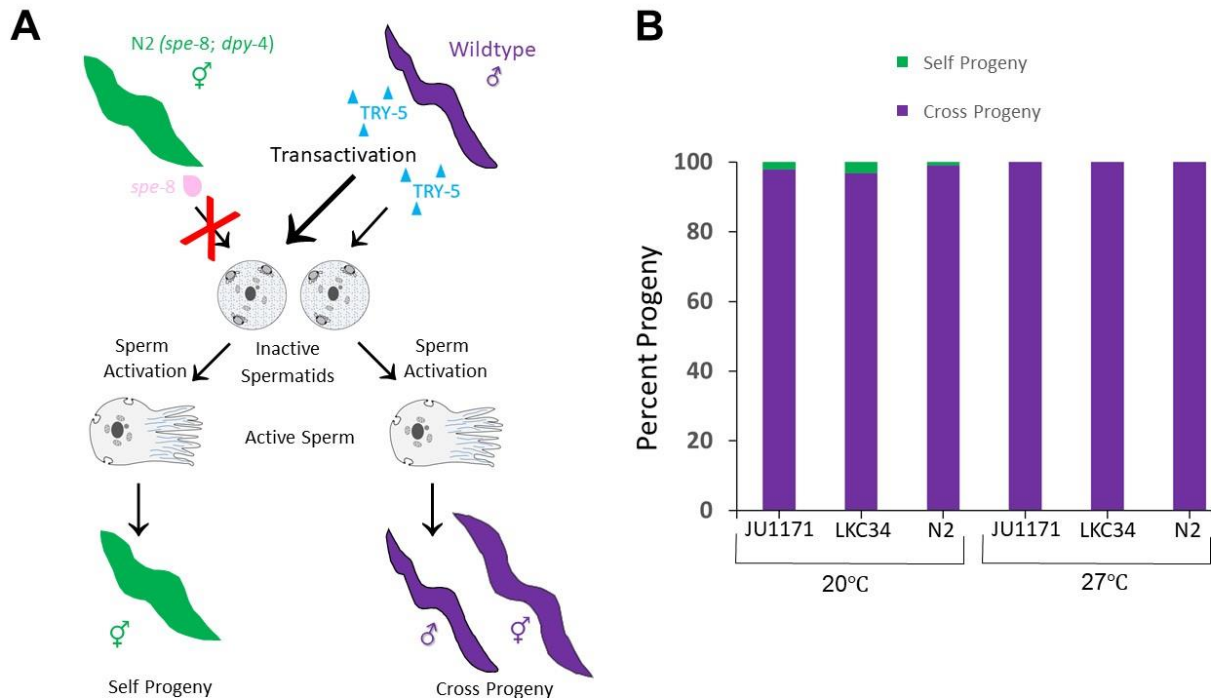 A
N2 (spe-8; dpy-4)
⚥
Wildtype
♂
TRY-5
Transactivation
TRY-5
spe-8
Sperm
Activation
Inactive
Spermatids
Sperm
Activation
Active Sperm
⚥
Self Progeny
♂
⚥
Cross Progeny
B
Self Progeny
Cross Progeny
Percent Progeny
100
80
60
40
20
0
JU1171 LKC34 N2 JU1171 LKC34 N2
20°C 27°C